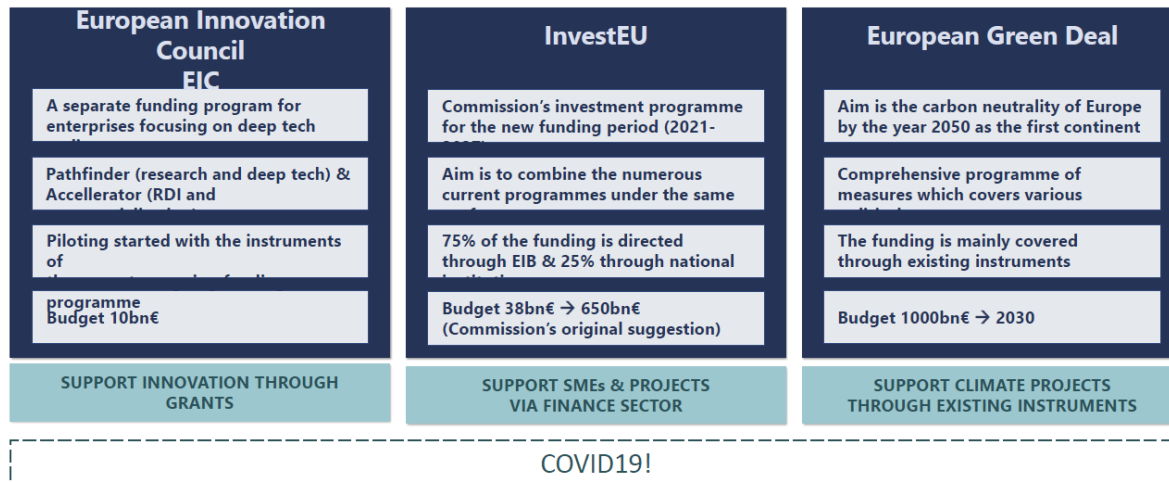 European Innovation
Council
EIC
A separate funding program for
enterprises focusing on deep tech
Pathfinder (research and deep tech) &
Accellerator (RDI and
Piloting started with the instruments
of
programme
Budget 10bn€
SUPPORT INNOVATION THROUGH
GRANTS
InvestEU
Commission's investment programme
for the new funding period (2021-
Aim is to combine the numerous
current programmes under the same
75% of the funding is directed
through EIB & 25% through national
Budget 38bn€ → 650bn€
(Commission's original suggestion)
SUPPORT SMEs & PROJECTS
VIA FINANCE SECTOR
European Green Deal
Aim is the carbon neutrality of Europe
by the year 2050 as the first continent
Comprehensive programme of
measures which covers various
The funding is mainly covered
through existing instruments
Budget 1000bn€ → 2030
SUPPORT CLIMATE PROJECTS
THROUGH EXISTING INSTRUMENTS
COVID19!